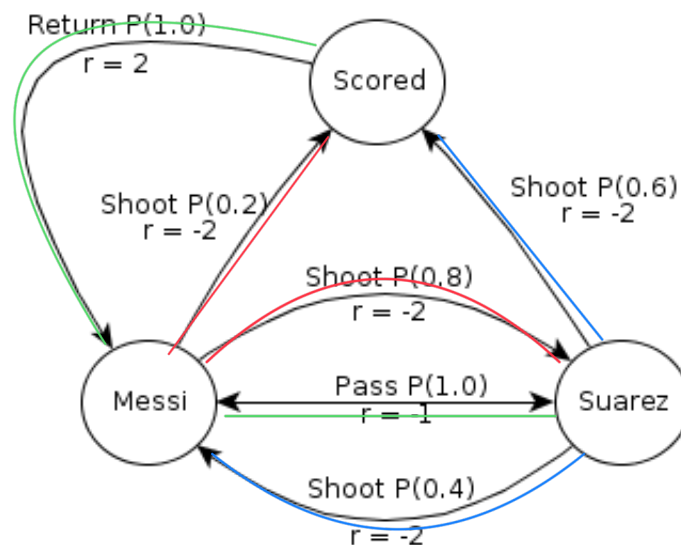 Return P(1.0)
r = 2
Scored
Shoot P(0.2)
r = -2
Shoot P(0.6)
r = -2
Shoot P(0.8)
r = -2
Messi
Pass P(1.0)
r = -1
Suarez
Shoot P(0.4)
r = -2